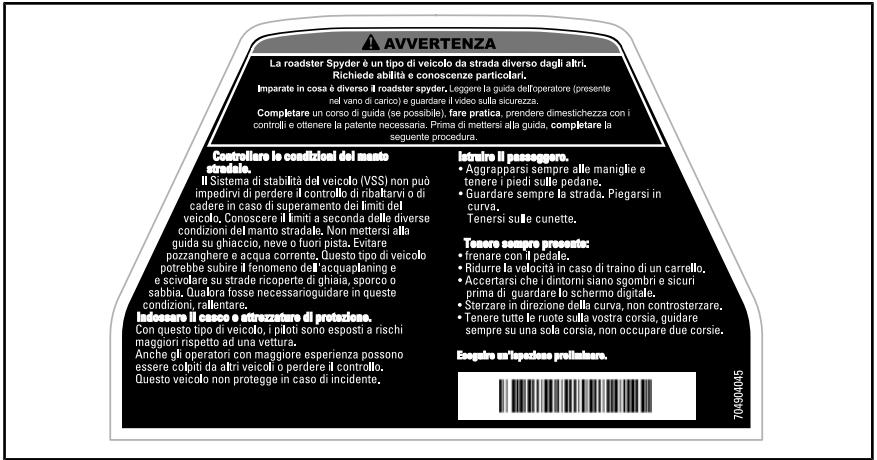 AVVERTENZA
La roadster Spyder è un tipo di veicolo da strada diverso dagli altri.
Richiede abilità e conoscenze particolari.
Imparate in cosa è diverso il roadster spyder. Leggere la guida dell'operatore (presente
nel vano di carico) e guardare il video sulla sicurezza.
Completare un corso di guida (se possibile), fare pratica, prendere dimestichezza con i
controlli e ottenere la patente necessaria. Prima di mettersi alla guida, completare la
seguente procedura.
Controllare le condizioni del manto
stradale.
Il Sistema di stabilità del veicolo (VSS) non può
impedirvi di perdere il controllo di ribaltarvi o di
cadere in caso di superamento dei limiti del
veicolo. Conoscere il limiti a seconda delle diverse
condizioni del manto stradale. Non mettersi alla
guida su ghiaccio, neve o fuori pista. Evitare
pozzanghere e acqua corrente. Questo tipo di veicolo
potrebbe subire il fenomeno dell'acquaplaning e
e scivolare su strade ricoperte di ghiaia, sporco o
sabbia. Qualora fosse necessarioguidare in queste
condizioni, rallentare.
Indossare il casco e attrezzature di protezione.
Con questo tipo di veicolo, i piloti sono esposti a rischi
maggiori rispetto ad una vettura.
Anche gli operatori con maggiore esperienza possono
essere colpiti da altri veicoli o perdere il controllo.
Questo veicolo non protegge in caso di incidente.
Istruire il passeggero.
• Aggrapparsi sempre alle maniglie e
tenere i piedi sulle pedane.
• Guardare sempre la strada. Piegarsi in
curva.
Tenersi sulle cunette.
Tenere sempre presente:
• frenare con il pedale.
• Ridurre la velocità in caso di traino di un carrello.
• Accertarsi che i dintorni siano sgombri e sicuri
prima di guardare lo schermo digitale.
• Sterzare in direzione della curva, non controsterzare.
• Tenere tutte le ruote sulla vostra corsia, guidare
sempre su una sola corsia, non occupare due corsie.
Eseguire un'ispezione preliminare.
704904045